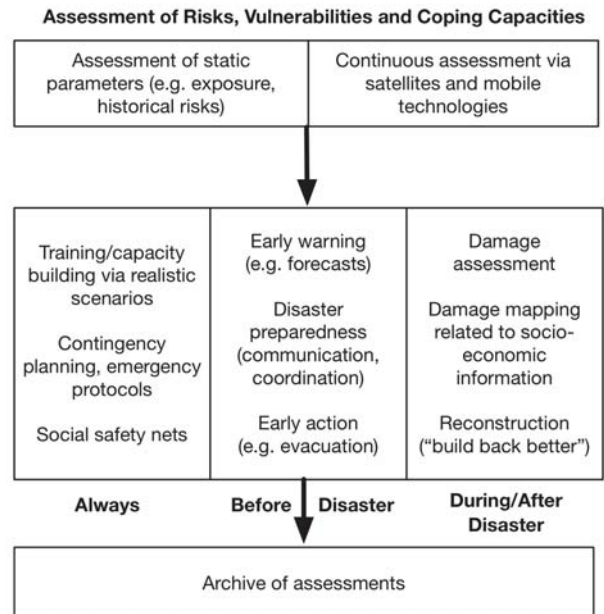 Assessment of Risks, Vulnerabilities and Coping Capacities
Assessment of static
parameters (e.g. exposure,
historical risks)
Continuous assessment via
satellites and mobile
technologies
Training/capacity
building via realistic
scenarios
Contingency
planning, emergency
protocols
Social safety nets
Early warning
(e.g. forecasts)
Disaster
preparedness
(communication,
coordination)
Early action
(e.g. evacuation)
Damage
assessment
Damage mapping
related to socio-
economic
information
Reconstruction
(“build back better”)
Always
Before Disaster
During/After
Disaster
Archive of assessments